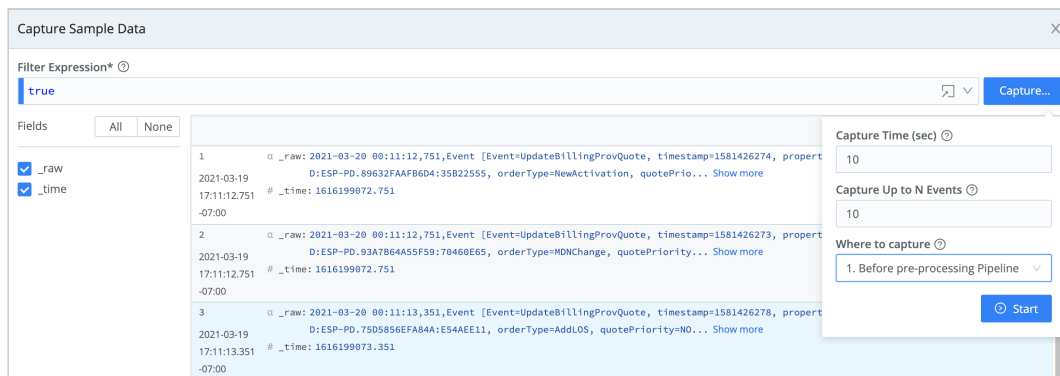 Capture Sample Data
Filter Expression*
true
Capture...
Fields
All
None
_raw
_time
1
2021-03-19
17:11:12.751
-07:00
α _raw: 2021-03-20 00:11:12,751,Event [Event=UpdateBillingProvQuote, timestamp=1581426274, propert
D:ESP-PD.89632FAAFB6D4:35B22555, orderType=NewActivation, quotePrio... Show more
# _time: 1616199072.751
2
2021-03-19
17:11:12.751
-07:00
α _raw: 2021-03-20 00:11:12,751,Event [Event=UpdateBillingProvQuote, timestamp=1581426273, propert
D:ESP-PD.93A7B64A55F59:70460E65, orderType=MDNChange, quotePriority... Show more
# _time: 1616199072.751
3
2021-03-19
17:11:13.351
-07:00
α _raw: 2021-03-20 00:11:13,351,Event [Event=UpdateBillingProvQuote, timestamp=1581426278, propert
D:ESP-PD.75D5856EFA84A:E54AEE11, orderType=AddLOS, quotePriority=NO... Show more
# _time: 1616199073.351
Capture Time (sec)
10
Capture Up to N Events
10
Where to capture
1. Before pre-processing Pipeline
Start